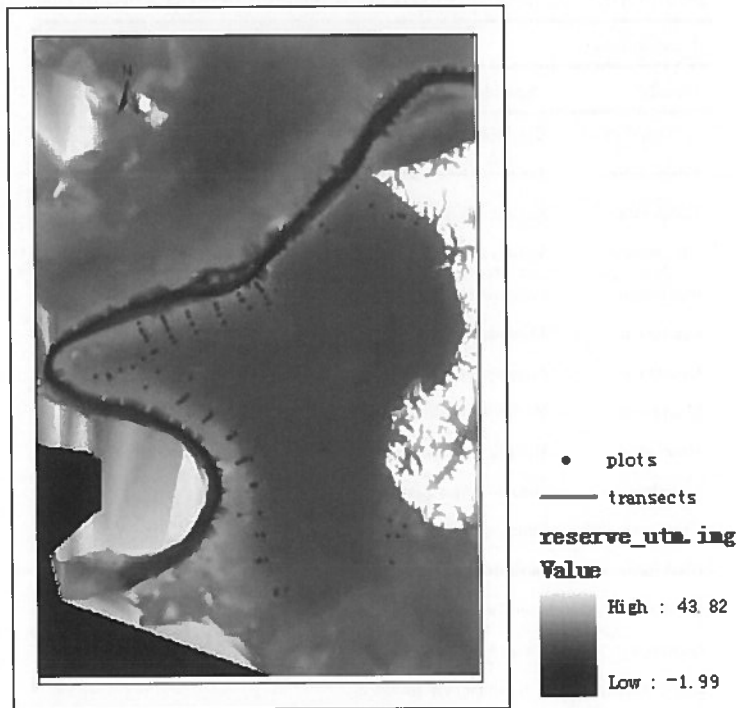 plots
transects
reserve_utm.img
Value
High : 43.82
Low : -1.99